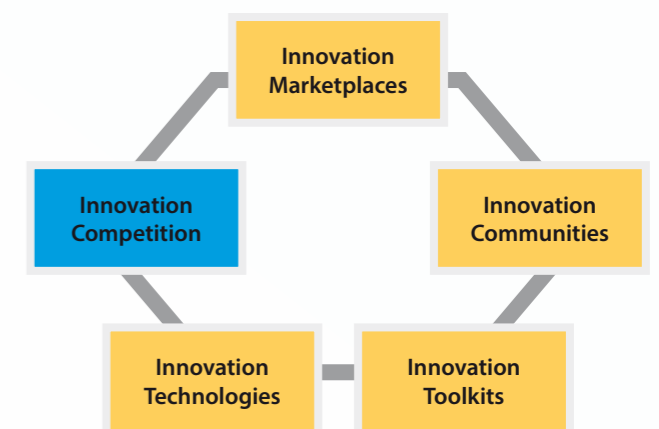 Innovation
Marketplaces
Innovation
Competition
Innovation
Communities
Innovation
Technologies
Innovation
Toolkits